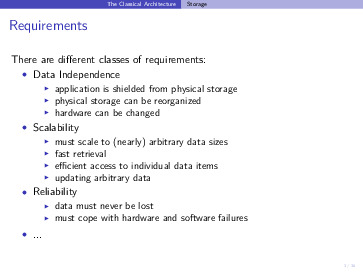 The Classical Architecture Storage
Requirements
There are different classes of requirements:
• Data Independence
▶ application is shielded from physical storage
▶ physical storage can be reorganized
▶ hardware can be changed
• Scalability
▶ must scale to (nearly) arbitrary data sizes
▶ fast retrieval
▶ efficient access to individual data items
▶ updating arbitrary data
• Reliability
▶ data must never be lost
▶ must cope with hardware and software failures
• ...